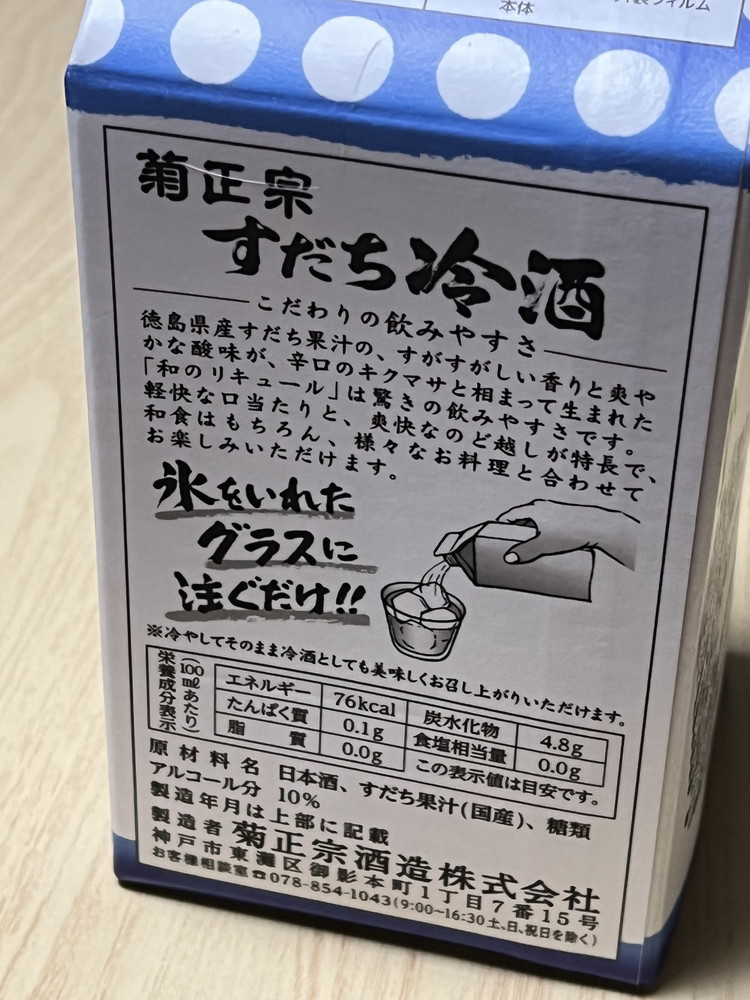 本体
フィルム
菊正宗
すだち冷酒
こだわりの飲みやすさ
徳島県産すだち果汁の、すがすがしい香りと爽や
かな酸味が、辛口のキクマサと相まって生まれた
「和のリキュール」は驚きの飲みやすさです。
軽快な口当たりと、爽快なのど越しが特長で、
和食はもちろん、様々なお料理と合わせて
お楽しみいただけます。
氷をいれた
グラスに
注ぐだけ!!
※冷やしてそのまま冷酒としても美味しくお召し上がりいただけます。
栄養成分表示(100mlあたり)
エネルギー 76kcal 炭水化物 4.8g
たんぱく質 0.1g 食塩相当量 0.0g
脂質 0.0g この表示値は目安です。
原材料名 日本酒、すだち果汁(国産)、糖類
アルコール分 10%
製造年月は上部に記載
製造者 菊正宗酒造株式会社
神戸市東灘区御影本町1丁目7番15号
お客様相談室☎078-854-1043(9:00~16:30 土、日、祝日を除く)